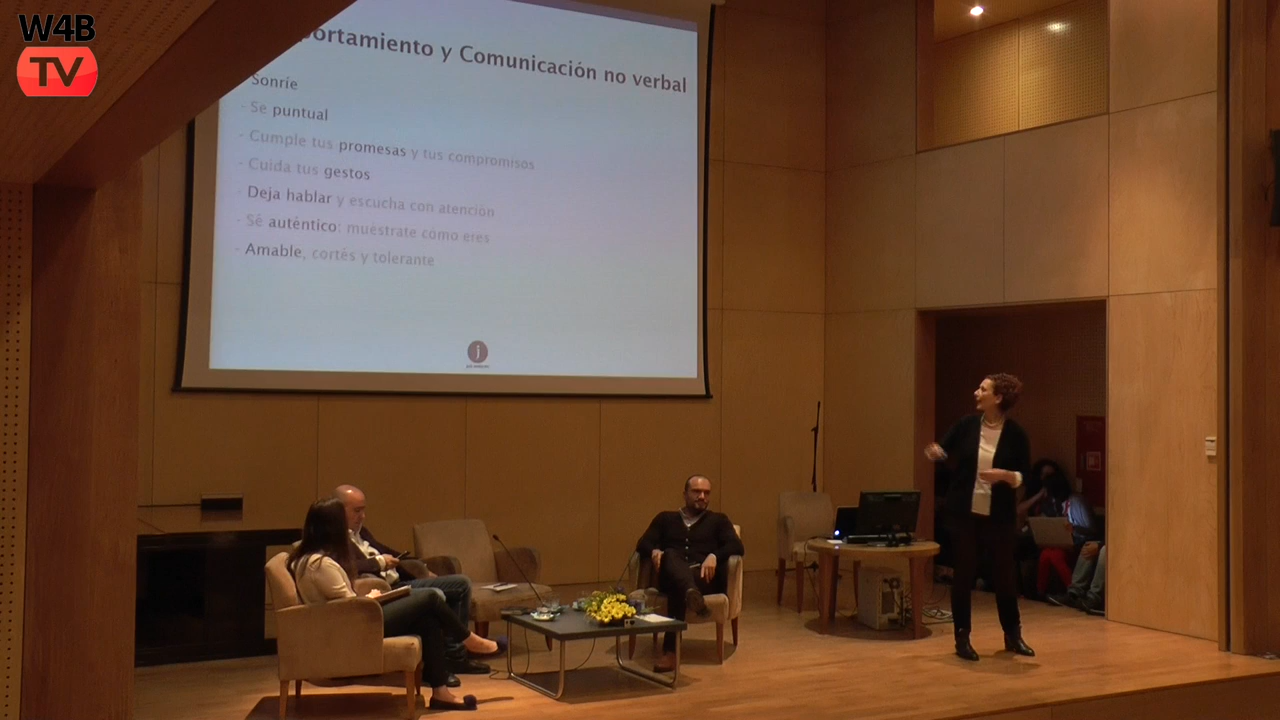 W4B
TV
portamiento y Comunicación no verbal
Sonríe
- Se puntual
- Cumple tus promesas y tus compromisos
- Cuida tus gestos
- Deja hablar y escucha con atención
- Sé auténtico: muéstrate como eres
- Amable, cortés y tolerante
j